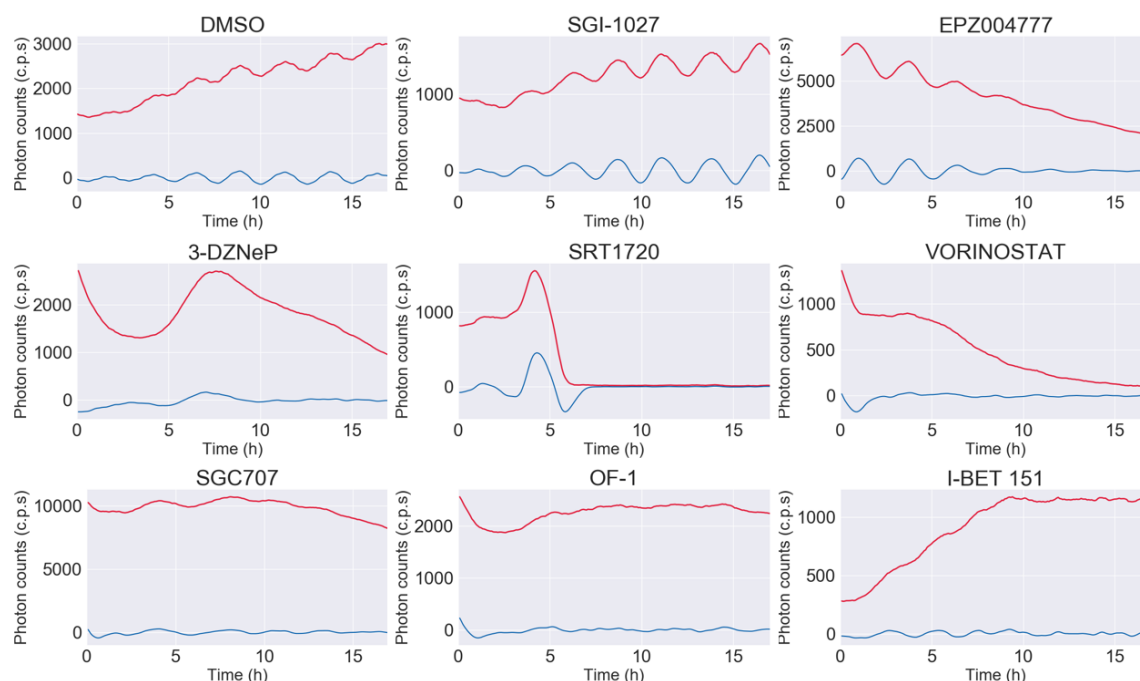 DMSO
Photon counts (c.p.s)
3000
2000
1000
0
0 5 10 15
Time (h)
SGI-1027
Photon counts (c.p.s)
1000
0
0 5 10 15
Time (h)
EPZ004777
Photon counts (c.p.s)
5000
2500
0
0 5 10 15
Time (h)
3-DZNeP
Photon counts (c.p.s)
2000
1000
0
0 5 10 15
Time (h)
SRT1720
Photon counts (c.p.s)
1000
0
0 5 10 15
Time (h)
VORINOSTAT
Photon counts (c.p.s)
1000
500
0
0 5 10 15
Time (h)
SGC707
Photon counts (c.p.s)
10000
5000
0
0 5 10 15
Time (h)
OF-1
Photon counts (c.p.s)
2000
1000
0
0 5 10 15
Time (h)
I-BET 151
Photon counts (c.p.s)
1000
500
0
0 5 10 15
Time (h)